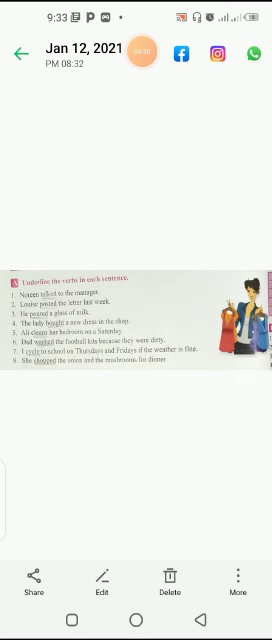 9:33
Jan 12, 2021
04:36
PM 08:32
A Underline the verbs in each sentence.
1. Noreen talked to the manager.
2. Louise posted the letter last week.
3. He poured a glass of milk.
4. The lady bought a new dress in the shop.
5. Ali cleans her bedroom on a Saturday.
6. Dad washed the football kits because they were dirty.
7. I cycle to school on Thursdays and Fridays if the weather is fine.
8. She chopped the onion and the mushrooms for dinner.
Share Edit Delete More